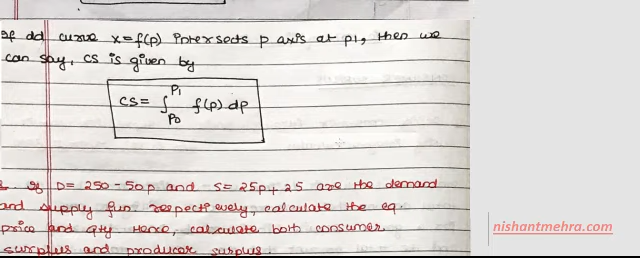 If dd curve x=f(p) intersects p axis at p1, then we
can say, CS is given by
CS= ∫ P1 P0 f(p) dp
If D= 250-50p and S= 25p+25 are the demand
and supply fun respectively, calculate the eq.
price and qty Hence, calculate both consumer
surplus and producer surplus.
nishantmehra.com